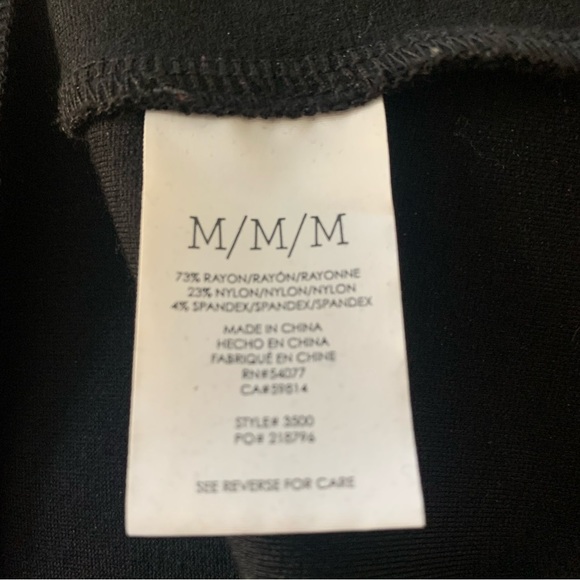 M/M/M
73% RAYON/RAYÓN/RAYONNE
23% NYLON/NYLON/NYLON
4% SPANDEX/SPANDEX/SPANDEX
MADE IN CHINA
HECHO EN CHINA
FABRIQUÉ EN CHINE
RN#54077
CA#59814
STYLE# 3500
PO# 218796
SEE REVERSE FOR CARE